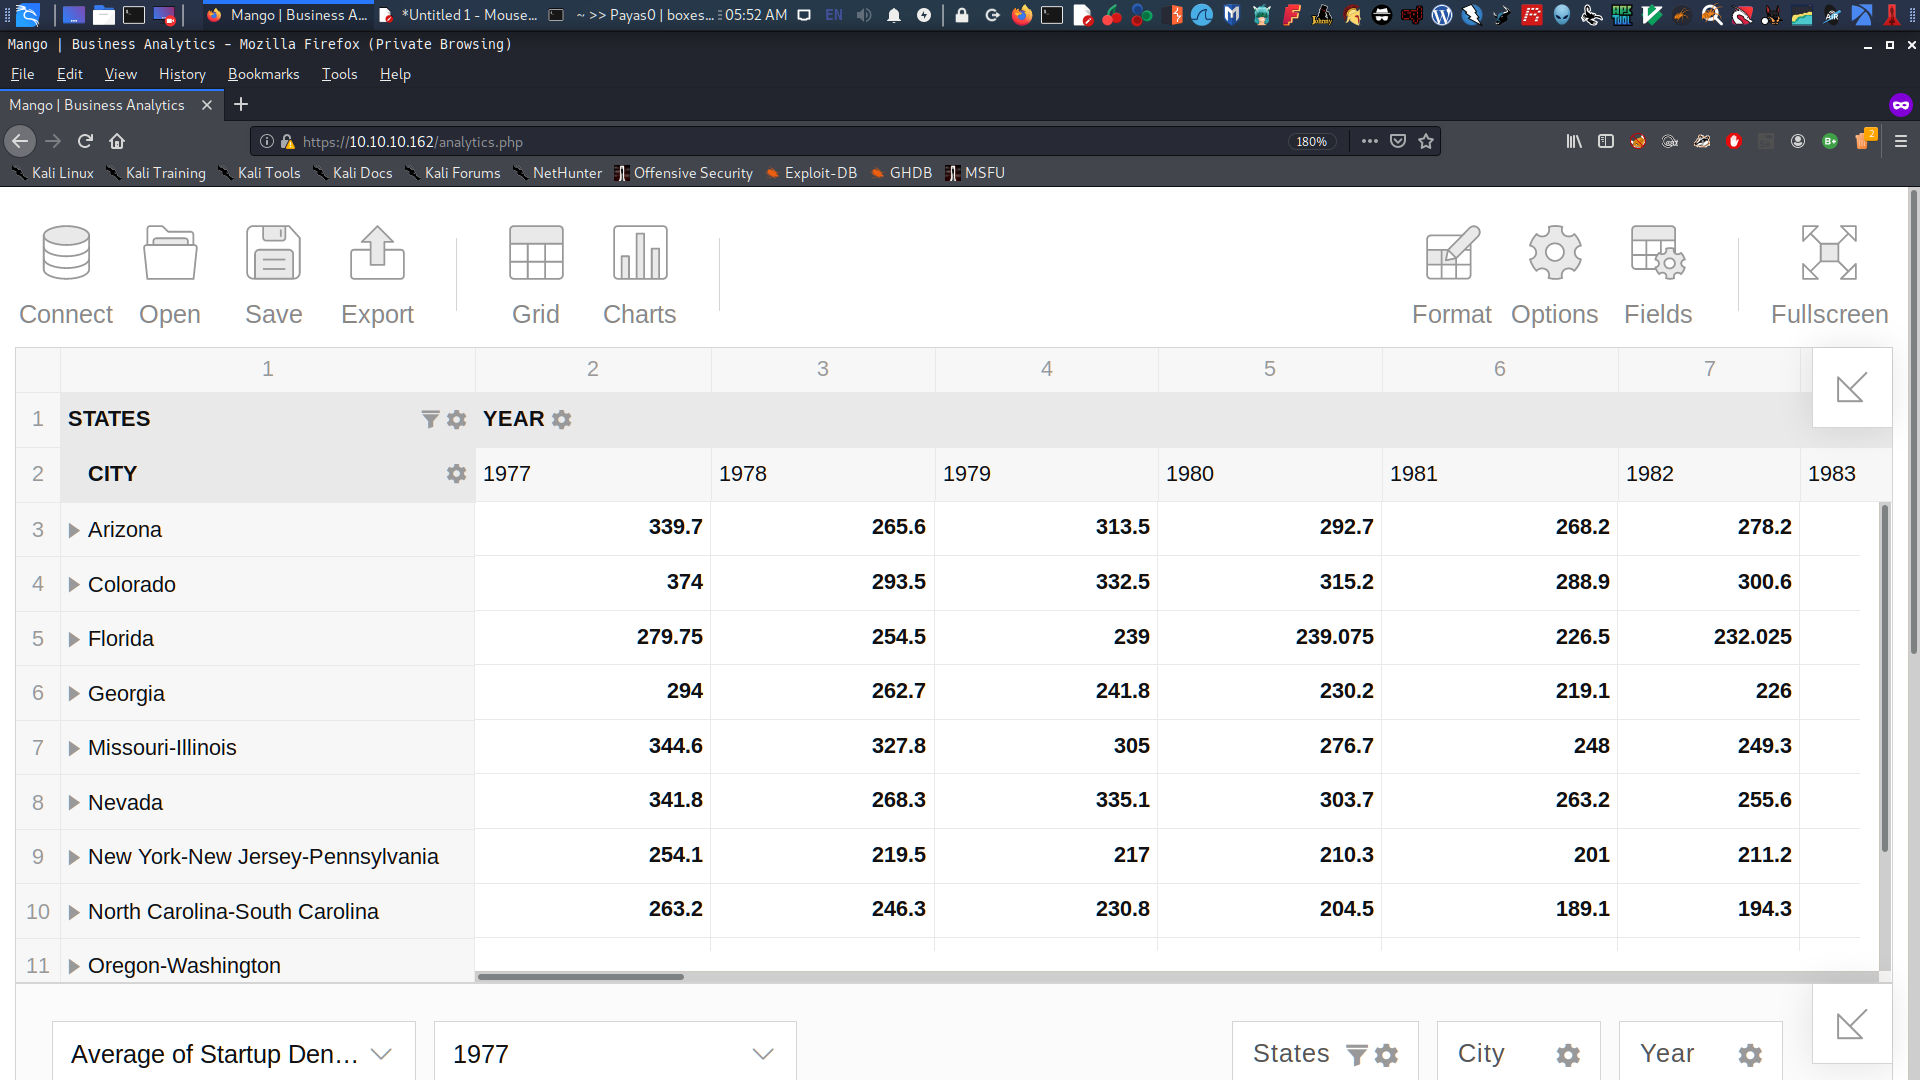 Mango | Business A... *Untitled 1 - Mouse... ~ >> Payas0 | boxes... 05:52 AM EN
Mango | Business Analytics - Mozilla Firefox (Private Browsing)
File Edit View History Bookmarks Tools Help
Mango | Business Analytics
https://10.10.10.162/analytics.php 180% 2
Kali Linux Kali Training Kali Tools Kali Docs Kali Forums NetHunter Offensive Security Exploit-DB GHDB MSFU
Connect Open Save Export Grid Charts Format Options Fields Fullscreen
1 2 3 4 5 6 7
1 STATES YEAR
2 CITY 1977 1978 1979 1980 1981 1982 1983
3 Arizona 339.7 265.6 313.5 292.7 268.2 278.2
4 Colorado 374 293.5 332.5 315.2 288.9 300.6
5 Florida 279.75 254.5 239 239.075 226.5 232.025
6 Georgia 294 262.7 241.8 230.2 219.1 226
7 Missouri-Illinois 344.6 327.8 305 276.7 248 249.3
8 Nevada 341.8 268.3 335.1 303.7 263.2 255.6
9 New York-New Jersey-Pennsylvania 254.1 219.5 217 210.3 201 211.2
10 North Carolina-South Carolina 263.2 246.3 230.8 204.5 189.1 194.3
11 Oregon-Washington
Average of Startup Den... 1977 States City Year